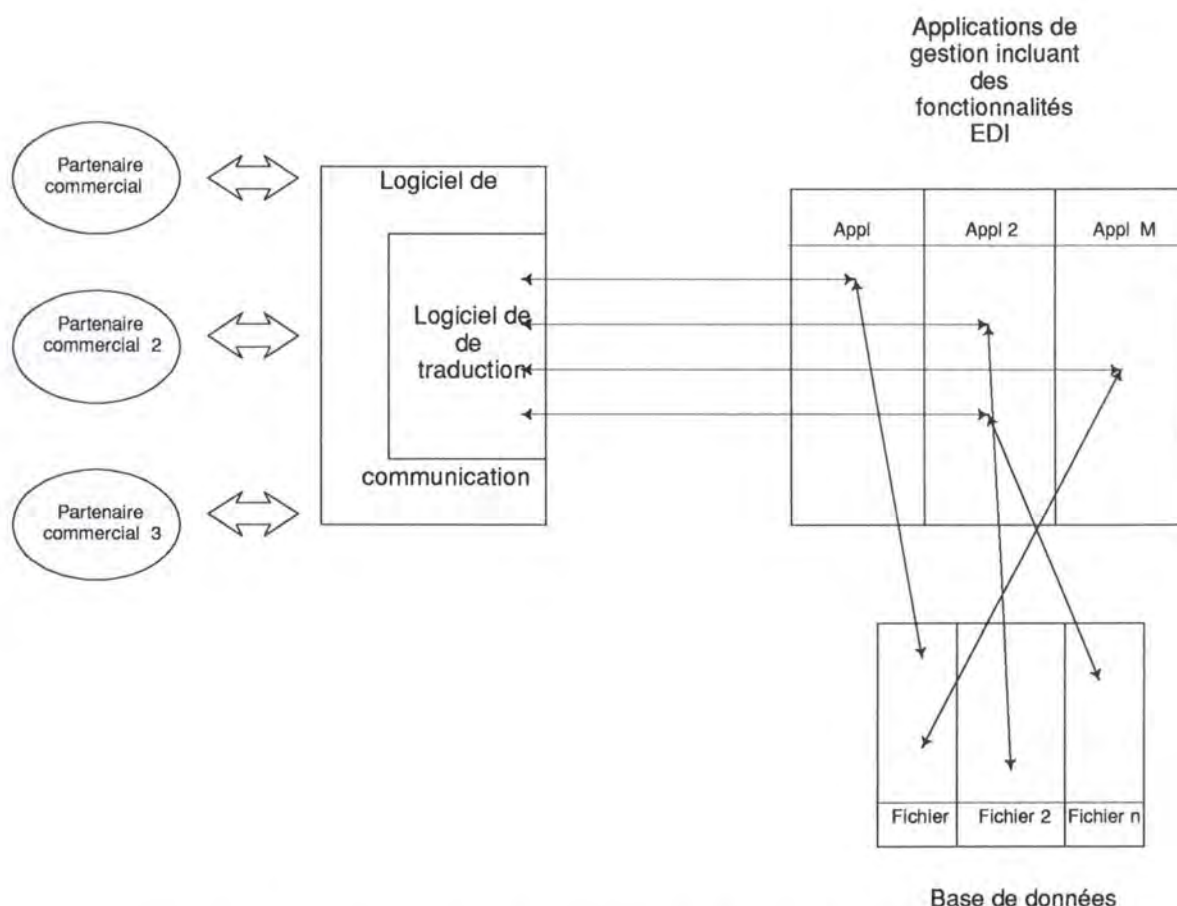 Applications de
gestion incluant
des
fonctionnalités
EDI
Partenaire
commercial
Partenaire
commercial 2
Partenaire
commercial 3
Logiciel de
Logiciel de
de
traduction
communication
Appl
Appl 2
Appl M
Fichier
Fichier 2
Fichier n
Base de données